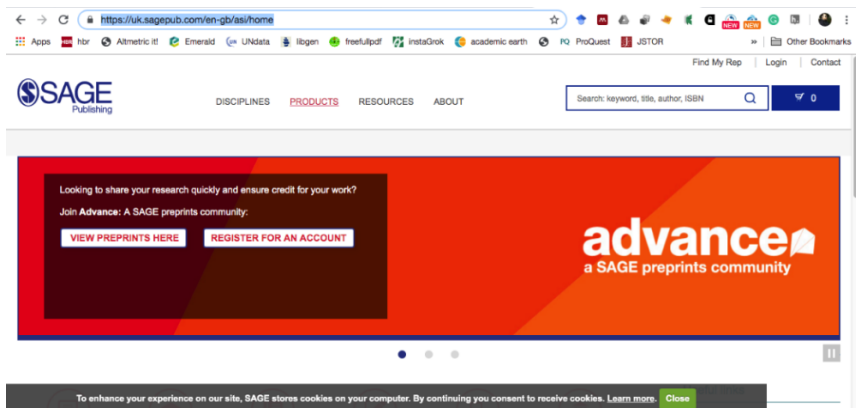 https://uk.sagepub.com/en-gb/asi/home
NEW NEW
Apps hbr Altmetric it! Emerald UNdata libgen freefullpdf instaGrok academic earth PQ ProQuest JSTOR » Other Bookmarks
Find My Rep | Login | Contact
SAGE
Publishing
DISCIPLINES PRODUCTS RESOURCES ABOUT
Search: keyword, title, author, ISBN
0
Looking to share your research quickly and ensure credit for your work?
Join Advance: A SAGE preprints community:
VIEW PREPRINTS HERE REGISTER FOR AN ACCOUNT
advance
a SAGE preprints community
To enhance your experience on our site, SAGE stores cookies on your computer. By continuing you consent to receive cookies. Learn more. Close